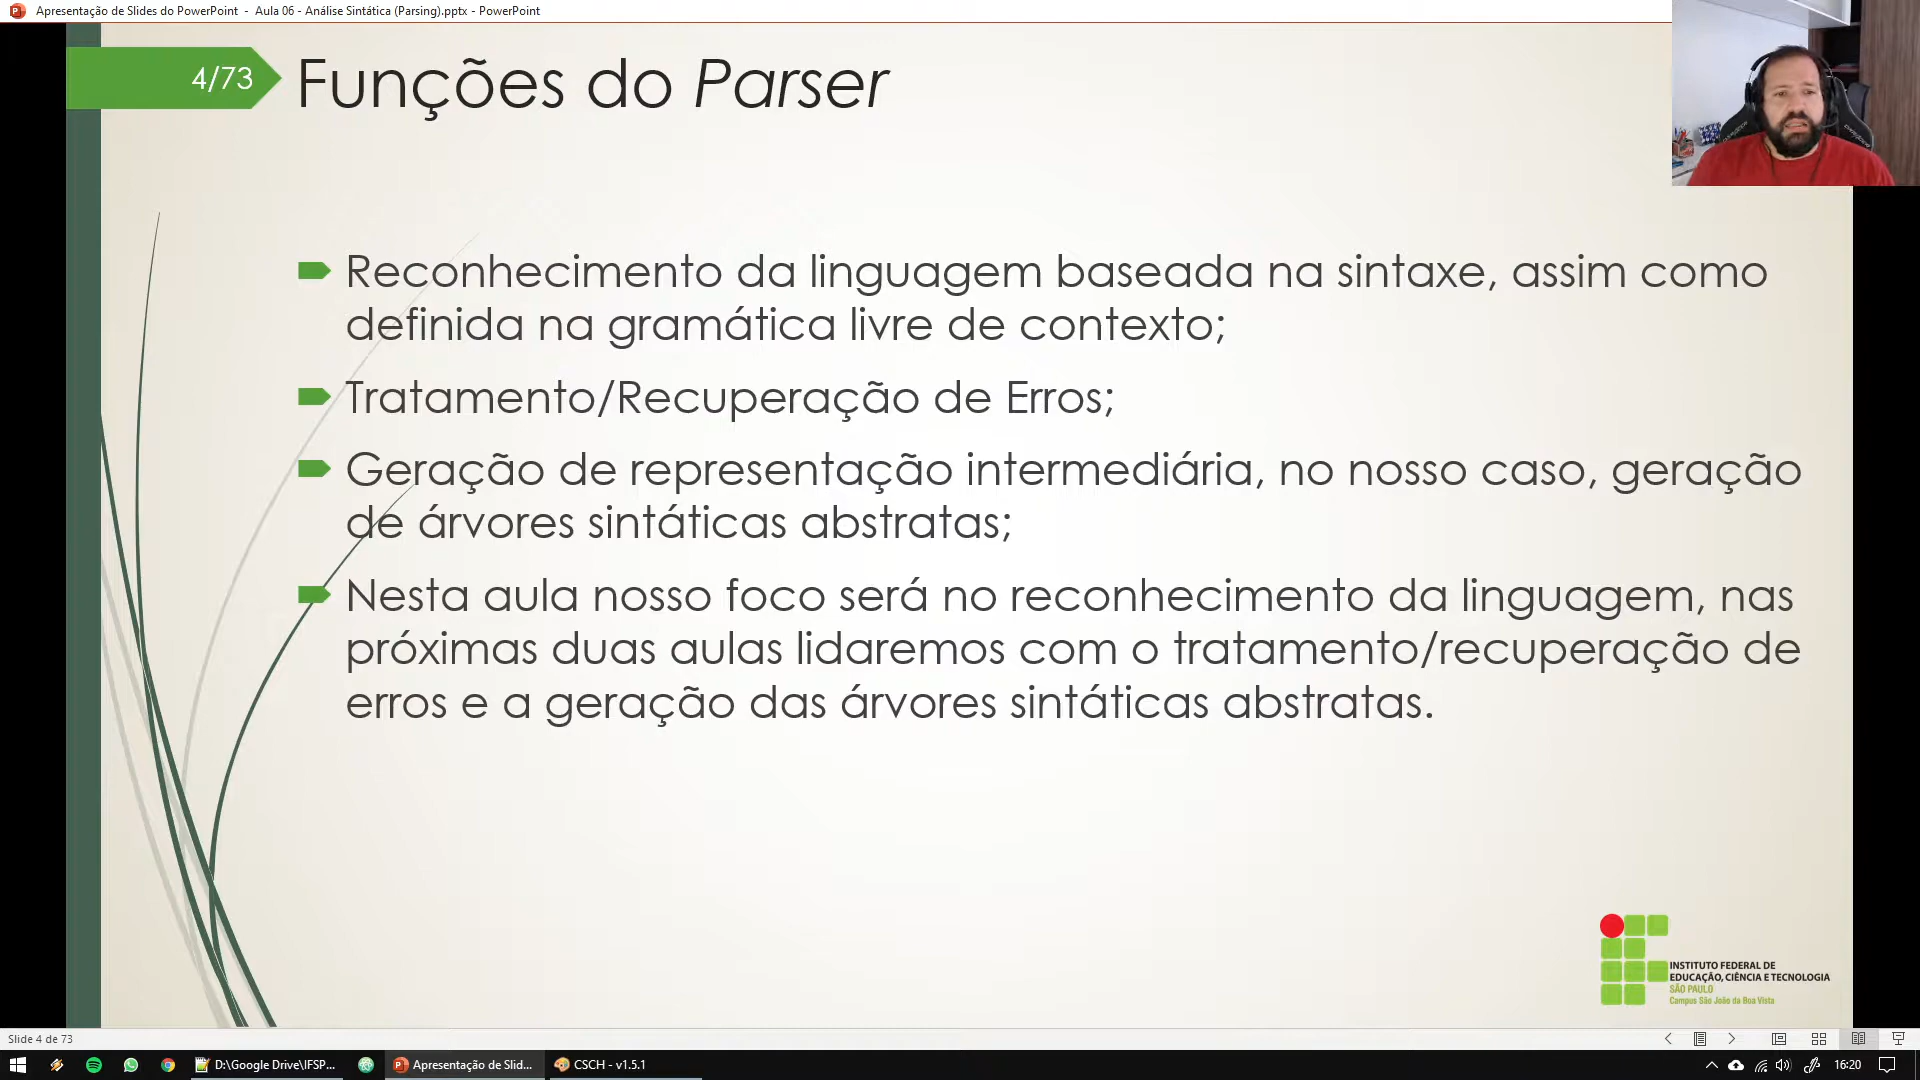 Apresentação de Slides do PowerPoint - Aula 06 - Análise Sintática (Parsing).pptx - PowerPoint
4/73
Funções do Parser
Reconhecimento da linguagem baseada na sintaxe, assim como
definida na gramática livre de contexto;
Tratamento/Recuperação de Erros;
Geração de representação intermediária, no nosso caso, geração
de árvores sintáticas abstratas;
Nesta aula nosso foco será no reconhecimento da linguagem, nas
próximas duas aulas lidaremos com o tratamento/recuperação de
erros e a geração das árvores sintáticas abstratas.
INSTITUTO FEDERAL DE
EDUCAÇÃO, CIÊNCIA E TECNOLOGIA
SÃO PAULO
Campus São João da Boa Vista
Slide 4 de 73
D:\Google Drive\IFSP...
Apresentação de Slid...
CSCH - v1.5.1
16:20